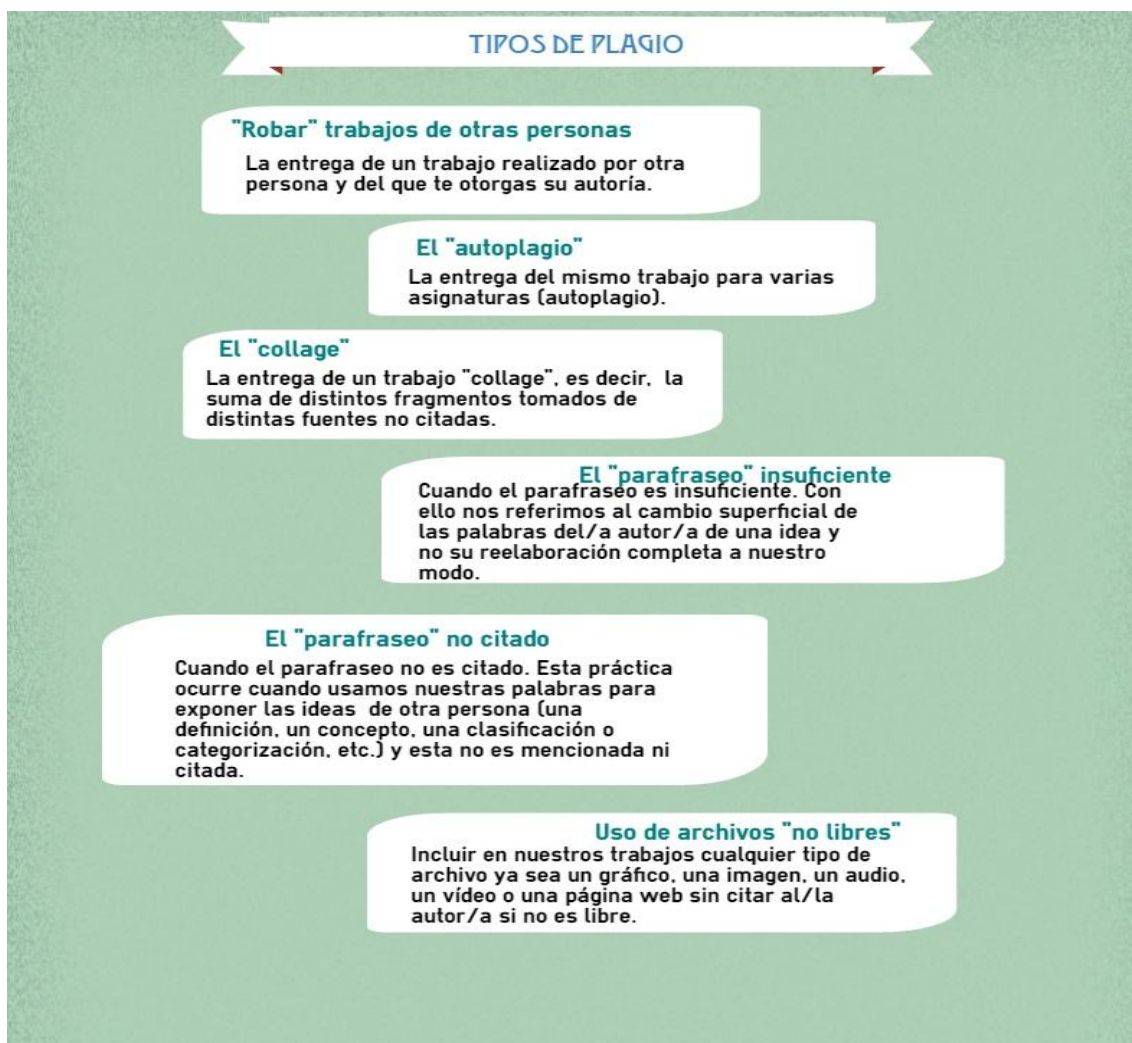 TIPOS DE PLAGIO
"Robar" trabajos de otras personas
La entrega de un trabajo realizado por otra
persona y del que te otorgas su autoría.
El "autoplagio"
La entrega del mismo trabajo para varias
asignaturas (autoplagio).
El "collage"
La entrega de un trabajo "collage", es decir,  la
suma de distintos fragmentos tomados de
distintas fuentes no citadas.
El "parafraseo" insuficiente
Cuando el parafraseo es insuficiente. Con
ello nos referimos al cambio superficial de
las palabras del/a autor/a de una idea y
no su reelaboración completa a nuestro
modo.
El "parafraseo" no citado
Cuando el parafraseo no es citado. Esta práctica
ocurre cuando usamos nuestras palabras para
exponer las ideas  de otra persona (una
definición, un concepto, una clasificación o
categorización, etc.) y esta no es mencionada ni
citada.
Uso de archivos "no libres"
Incluir en nuestros trabajos cualquier tipo de
archivo ya sea un gráfico, una imagen, un audio,
un vídeo o una página web sin citar al/la
autor/a si no es libre.